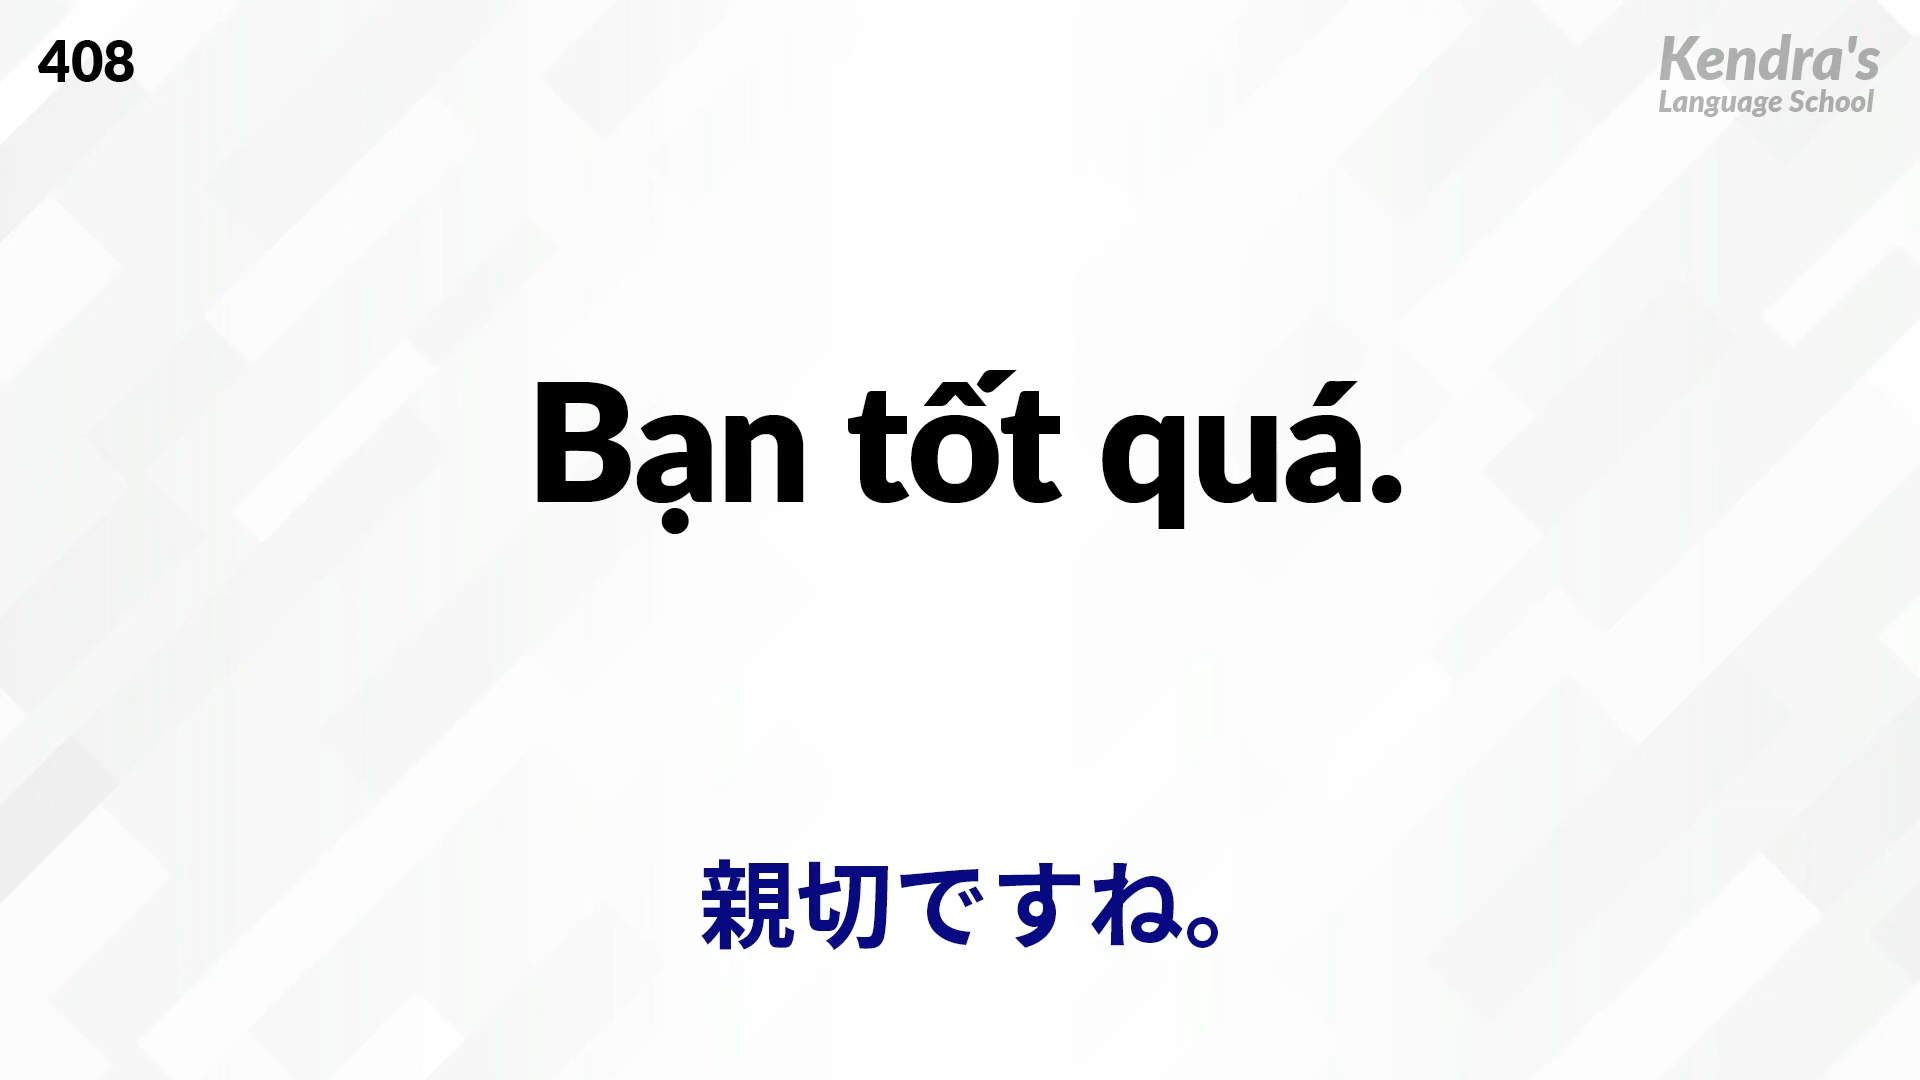 408
Kendra's
Language School
Bạn tốt quá.
親切ですね。